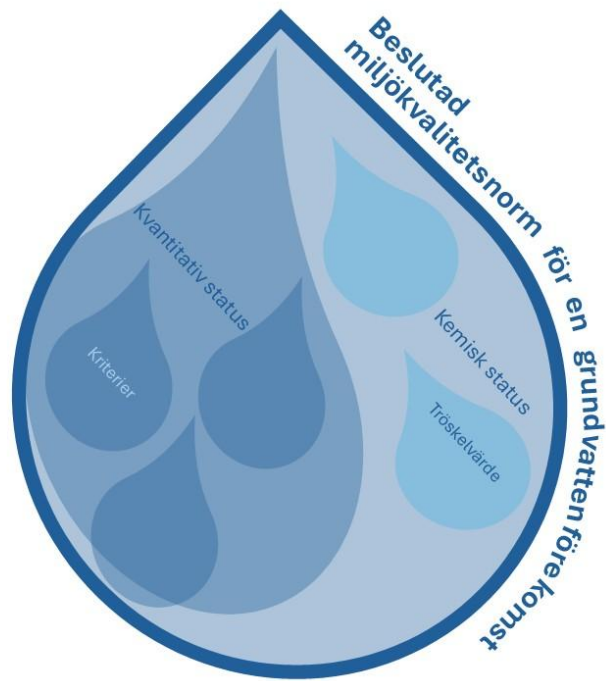 Beslutad
miljökvalitetsnorm för en grundvattenförekomst
Kvantitativ status
Kriterier
Kemisk status
Tröskelvärde